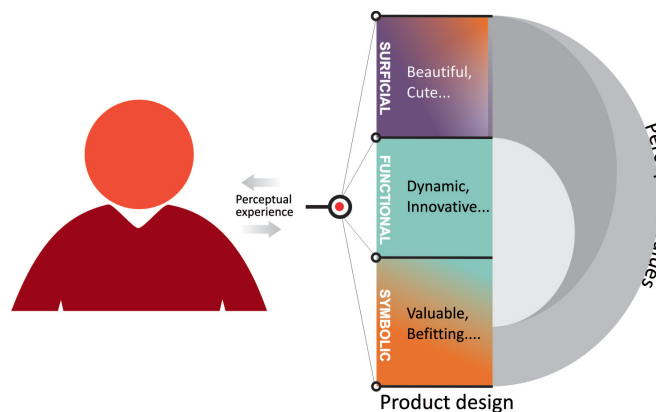 Perceptual
experience
SURFICIAL
Beautiful,
Cute...
FUNCTIONAL
Dynamic,
Innovative...
SYMBOLIC
Valuable,
Befitting....
Product design